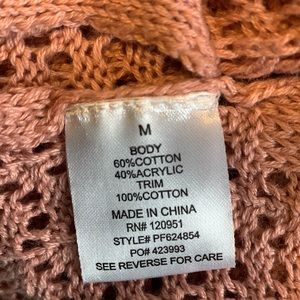 M
BODY
60%COTTON
40%ACRYLIC
TRIM
100%COTTON
MADE IN CHINA
RN# 120951
STYLE# PF624854
PO# 423993
SEE REVERSE FOR CARE